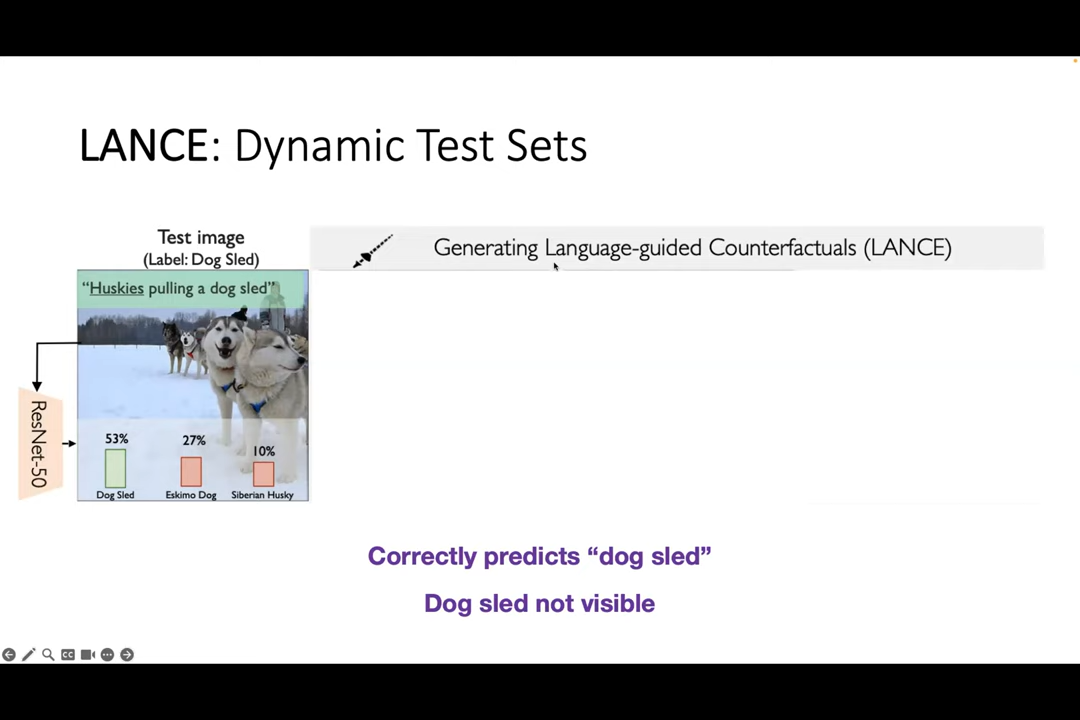 LANCE: Dynamic Test Sets
Test image
(Label: Dog Sled)
Generating Language-guided Counterfactuals (LANCE)
“Huskies pulling a dog sled”
ResNet-50
53%
27%
10%
Dog Sled
Eskimo Dog
Siberian Husky
Correctly predicts “dog sled”
Dog sled not visible
CC